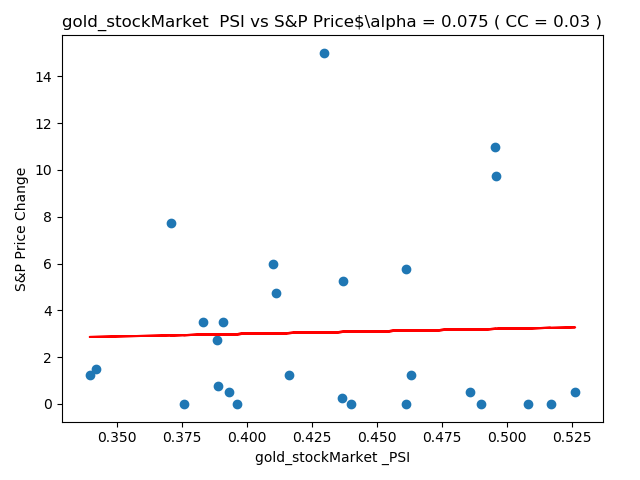 gold_stockMarket  PSI vs S&P Price$\alpha = 0.075 ( CC = 0.03 )
14
12
10
8
6
4
2
0
S&P Price Change
0.350 0.375 0.400 0.425 0.450 0.475 0.500 0.525
gold_stockMarket _PSI